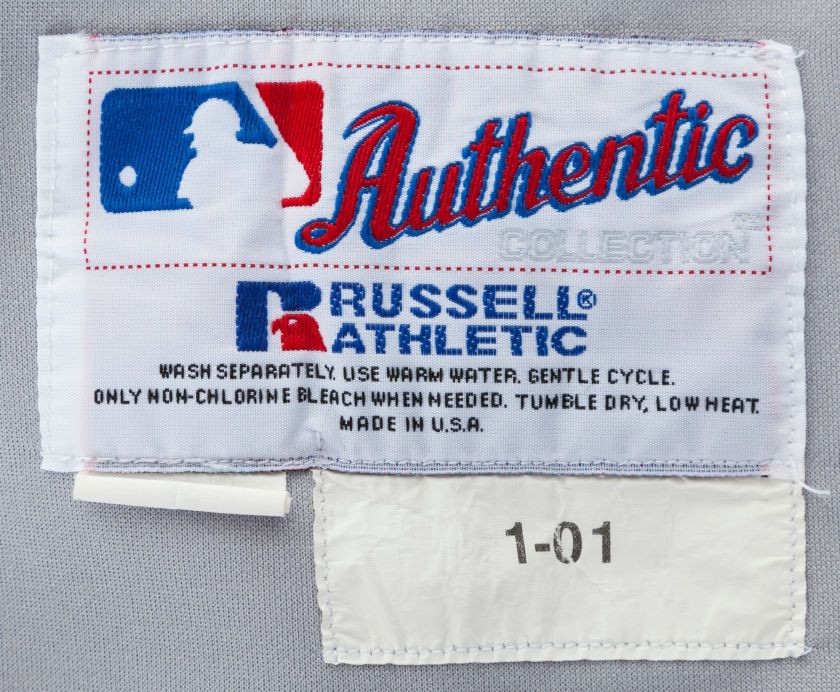 Authentic
COLLECTION™
RUSSELL®
ATHLETIC
WASH SEPARATELY. USE WARM WATER. GENTLE CYCLE.
ONLY NON-CHLORINE BLEACH WHEN NEEDED. TUMBLE DRY, LOW HEAT.
MADE IN U.S.A.
1-01